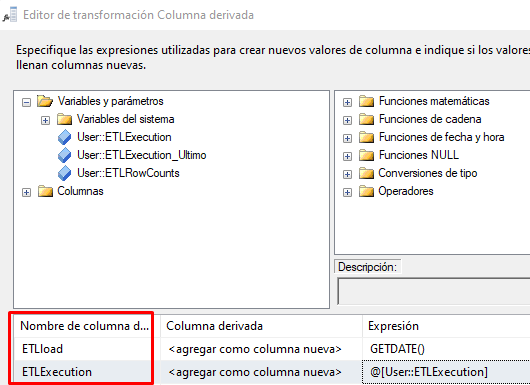 Editor de transformación Columna derivada
Especifique las expresiones utilizadas para crear nuevos valores de columna e indique si los valores
llenan columnas nuevas.
Variables y parámetros
Variables del sistema
User::ETLExecution
User::ETLExecution_Ultimo
User::ETLRowCounts
Columnas
Funciones matemáticas
Funciones de cadena
Funciones de fecha y hora
Funciones NULL
Conversiones de tipo
Operadores
Descripción:
Nombre de columna d... Columna derivada Expresión
ETLload <agregar como columna nueva> GETDATE()
ETLExecution <agregar como columna nueva> @[User::ETLExecution]